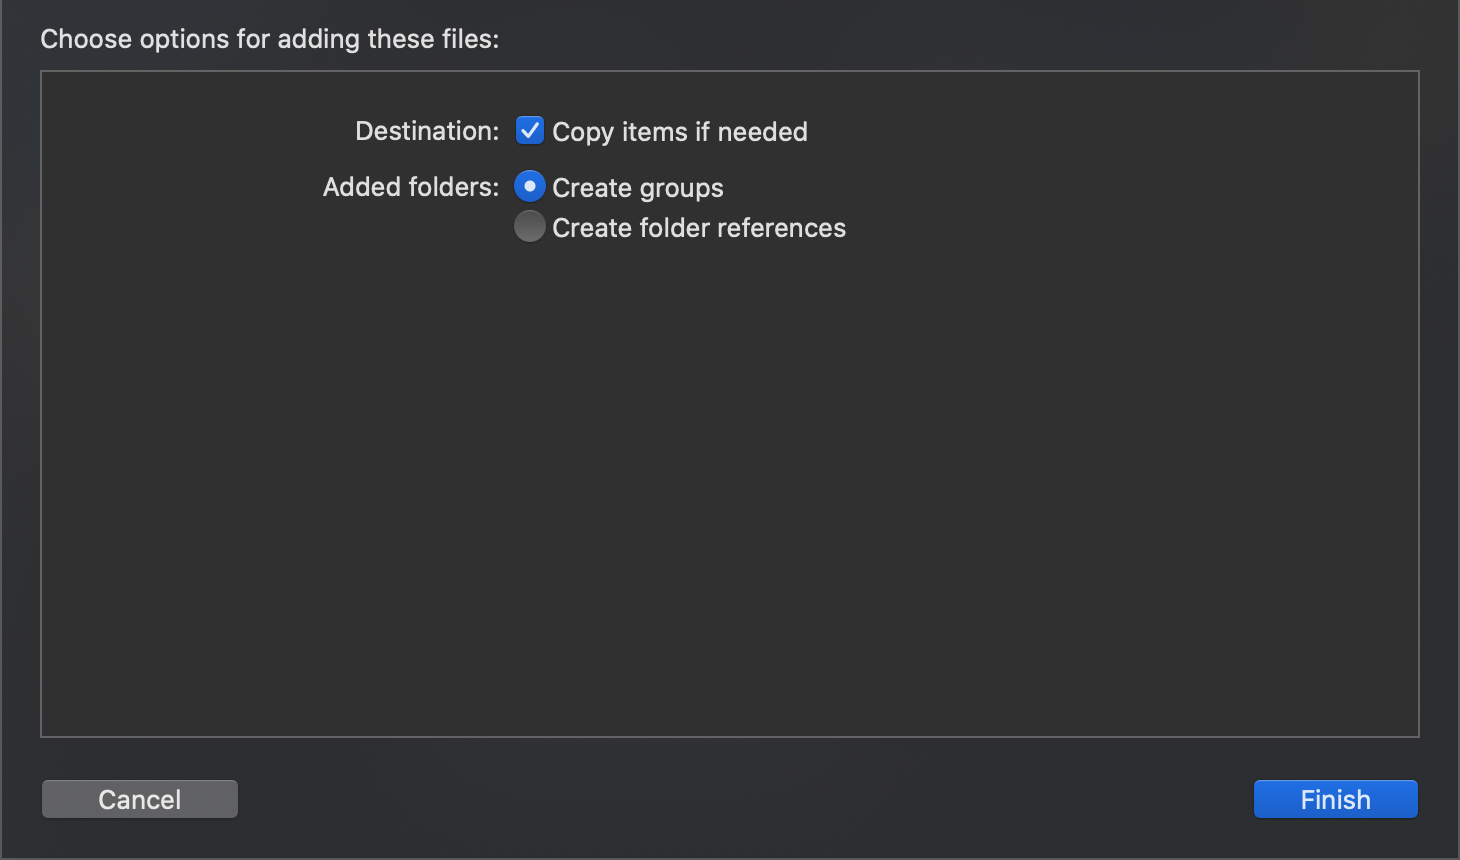 Choose options for adding these files:
Destination: Copy items if needed
Added folders: Create groups
Create folder references
Cancel Finish